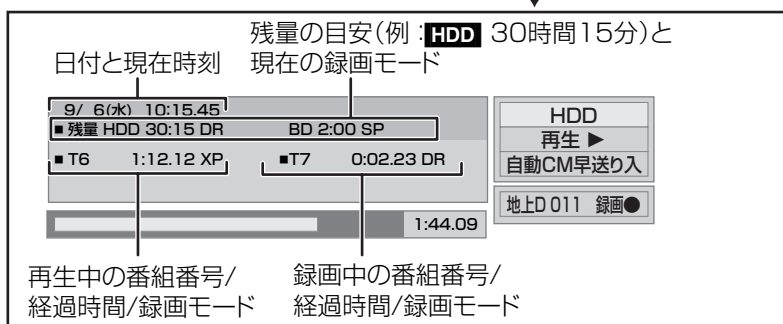 残量の目安(例:HDD 30時間15分)と
現在の録画モード
日付と現在時刻
9/ 6(水) 10:15.45
■残量 HDD 30:15 DR BD 2:00 SP
■T6 1:12.12 XP ■T7 0:02.23 DR
1:44.09
HDD
再生 ▶
自動CM早送り入
地上D 011 録画●
再生中の番組番号/
経過時間/録画モード
録画中の番組番号/
経過時間/録画モード